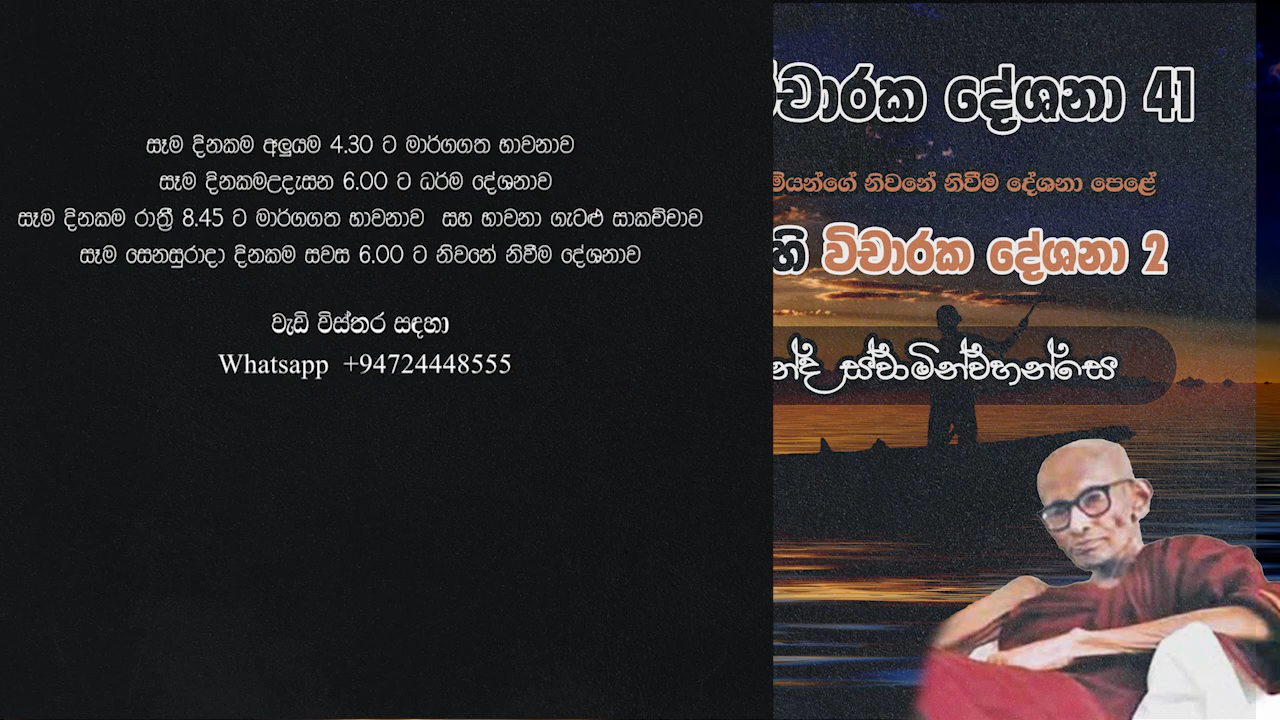 සෑම දිනකම අලුයම 4.30 ට මාර්ගගත භාවනාව
සෑම දිනකමඋදෑසන 6.00 ට ධර්ම දේශනාව
සෑම දිනකම රාත්‍රී 8.45 ට මාර්ගගත භාවනාව සහ භාවනා ගැටළු සාකච්චාව
සෑම සෙනසුරාදා දිනකම සවස 6.00 ට නිවනේ නිවීම දේශනාව
වැඩි විස්තර සඳහා
Whatsapp +94724448555
දේශනා 41
නිවනේ නිවීම දේශනා පෙළේ
විචාරක දේශනා 2
ස්වාමින්වහන්සෙ